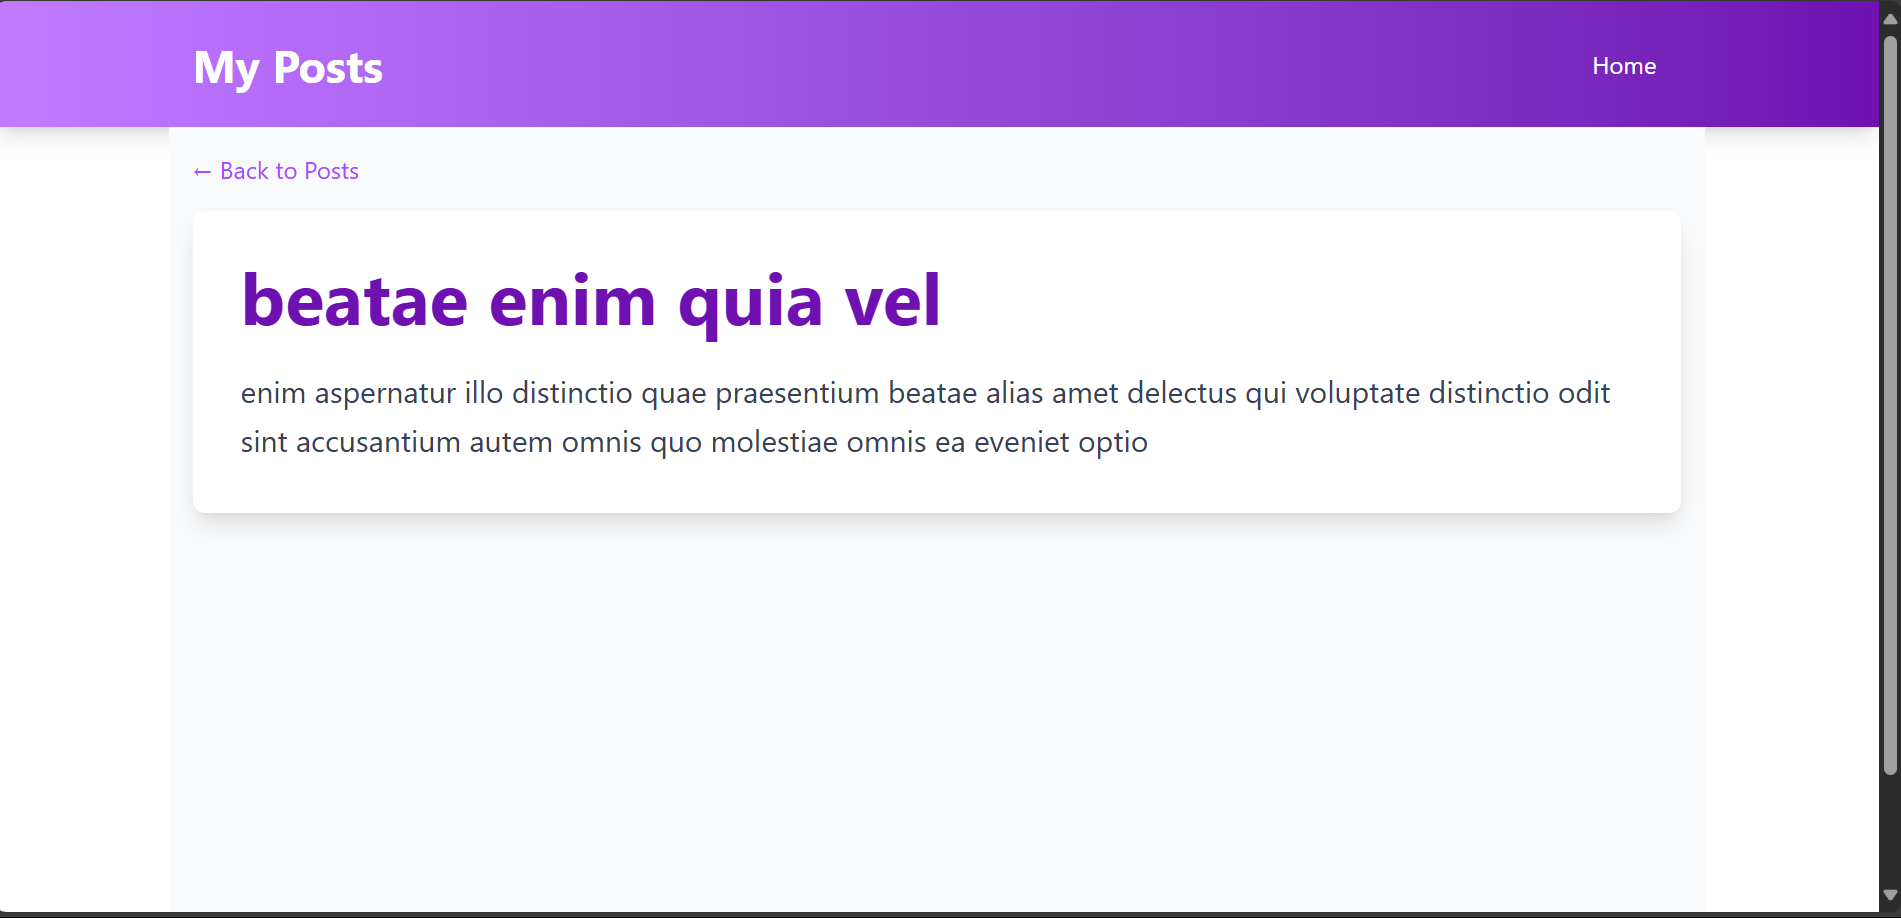 My Posts
Home
← Back to Posts
beatae enim quia vel
enim aspernatur illo distinctio quae praesentium beatae alias amet delectus qui voluptate distinctio odit
sint accusantium autem omnis quo molestiae omnis ea eveniet optio